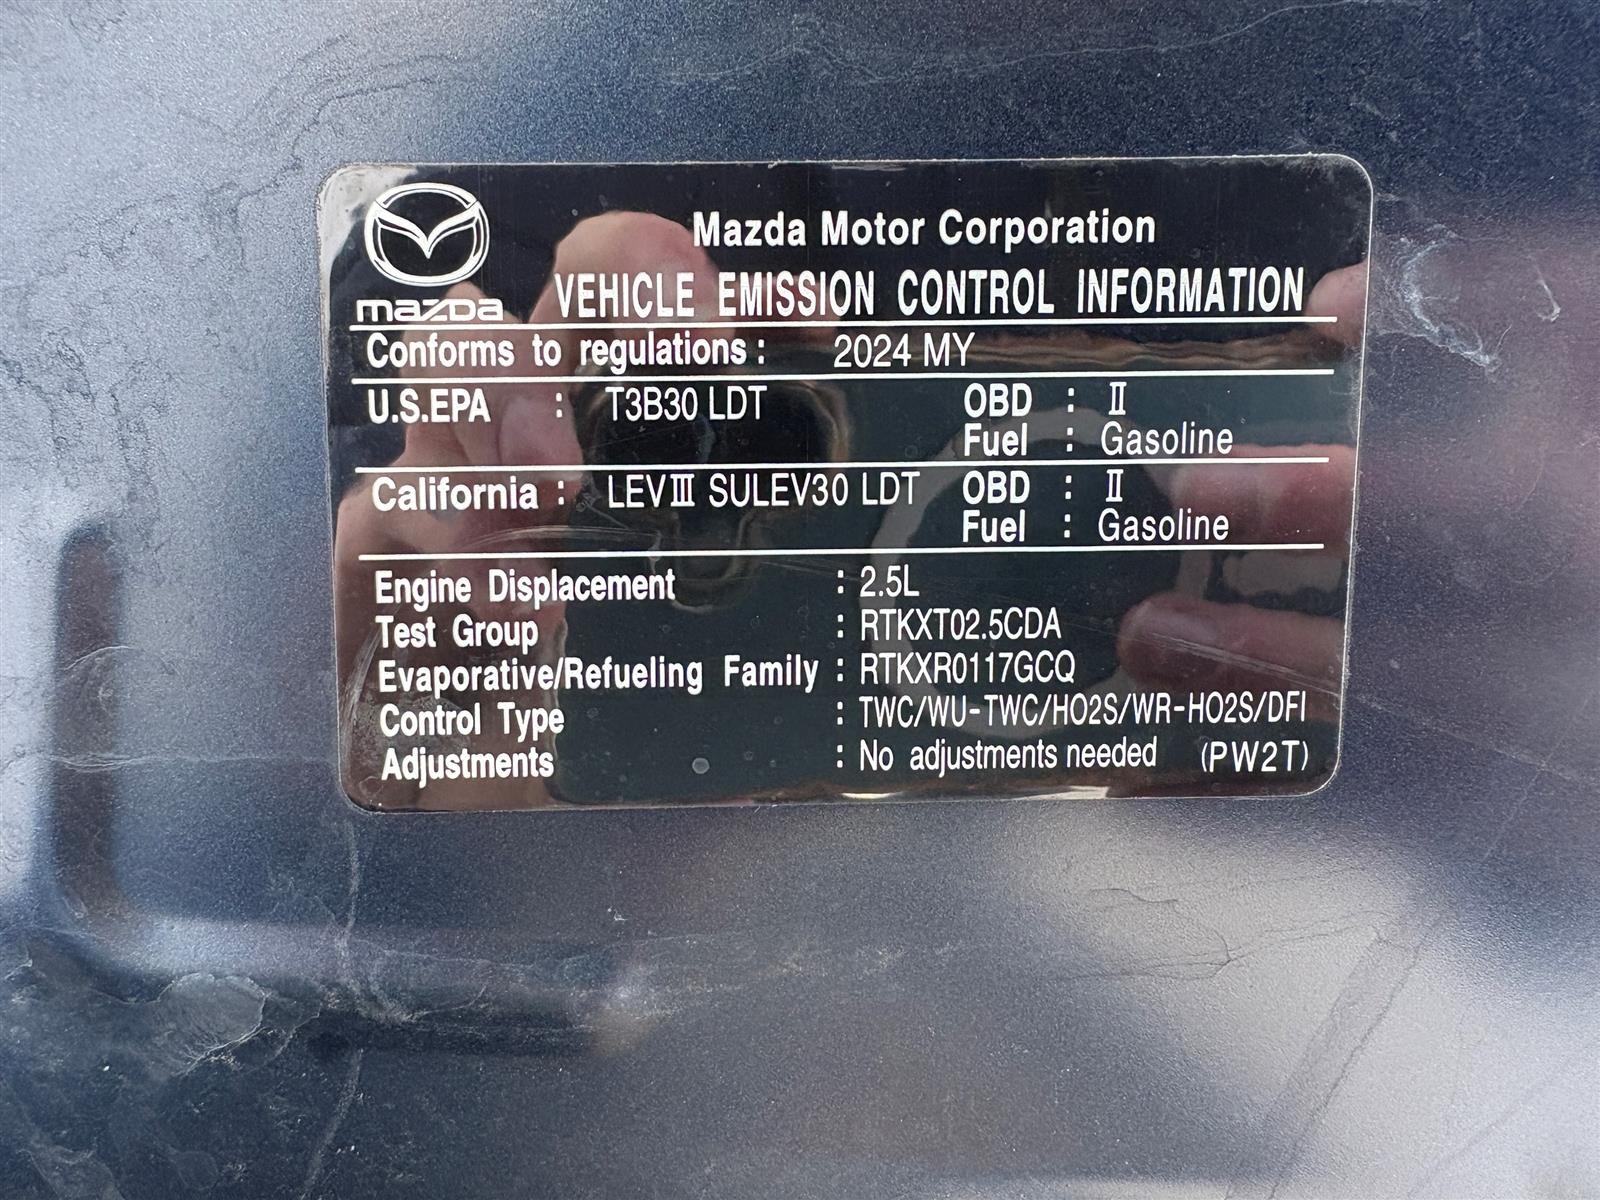 mazda
Mazda Motor Corporation
VEHICLE EMISSION CONTROL INFORMATION
Conforms to regulations : 2024 MY
U.S.EPA : T3B30 LDT OBD : Ⅱ
Fuel : Gasoline
California : LEVⅢ SULEV30 LDT OBD : Ⅱ
Fuel : Gasoline
Engine Displacement : 2.5L
Test Group : RTKXT02.5CDA
Evaporative/Refueling Family : RTKXR0117GCQ
Control Type : TWC/WU-TWC/HO2S/WR-HO2S/DFI
Adjustments : No adjustments needed (PW2T)